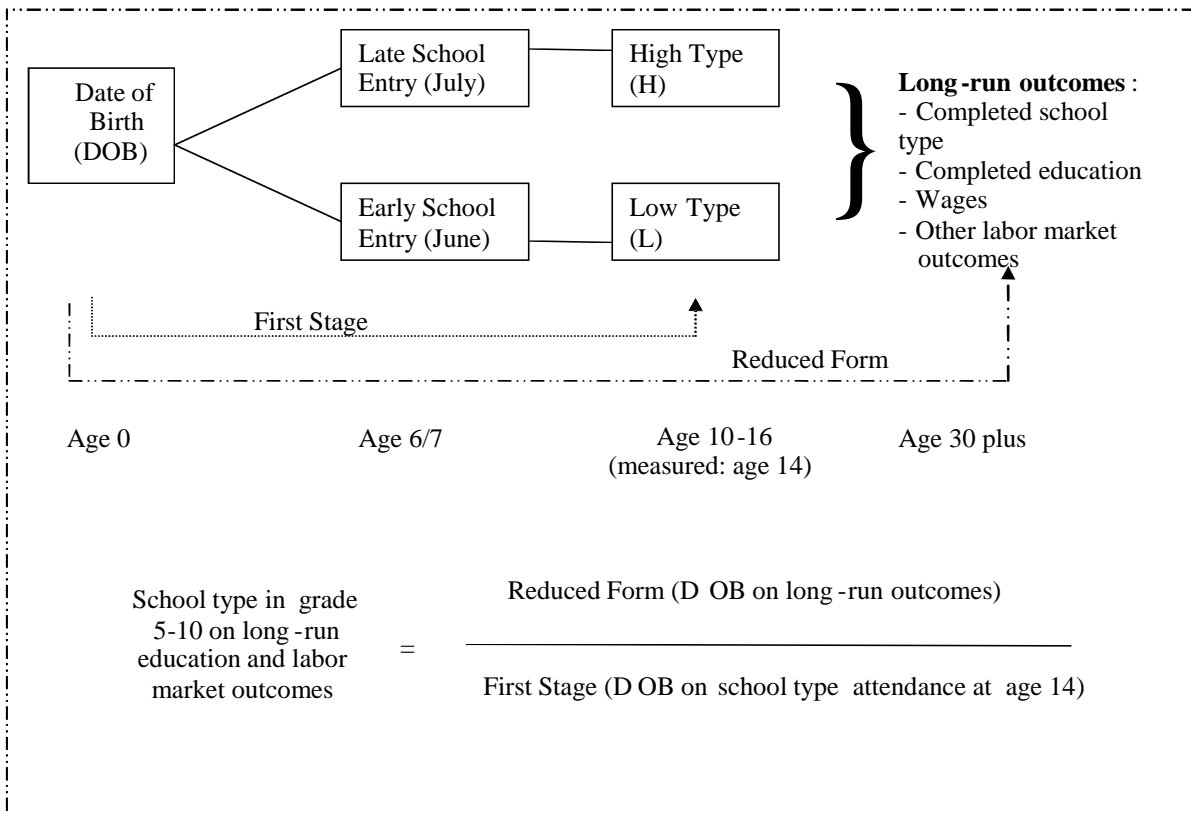 Date of
Birth
(DOB)
Late School
Entry (July)
High Type
(H)
Early School
Entry (June)
Low Type
(L)
}
Long-run outcomes :
- Completed school
type
- Completed education
- Wages
- Other labor market
outcomes
First Stage
Reduced Form
Age 0
Age 6/7
Age 10-16
(measured: age 14)
Age 30 plus
School type in grade
5-10 on long-run
education and labor
market outcomes
=
Reduced Form (D OB on long-run outcomes)
First Stage (D OB on school type attendance at age 14)